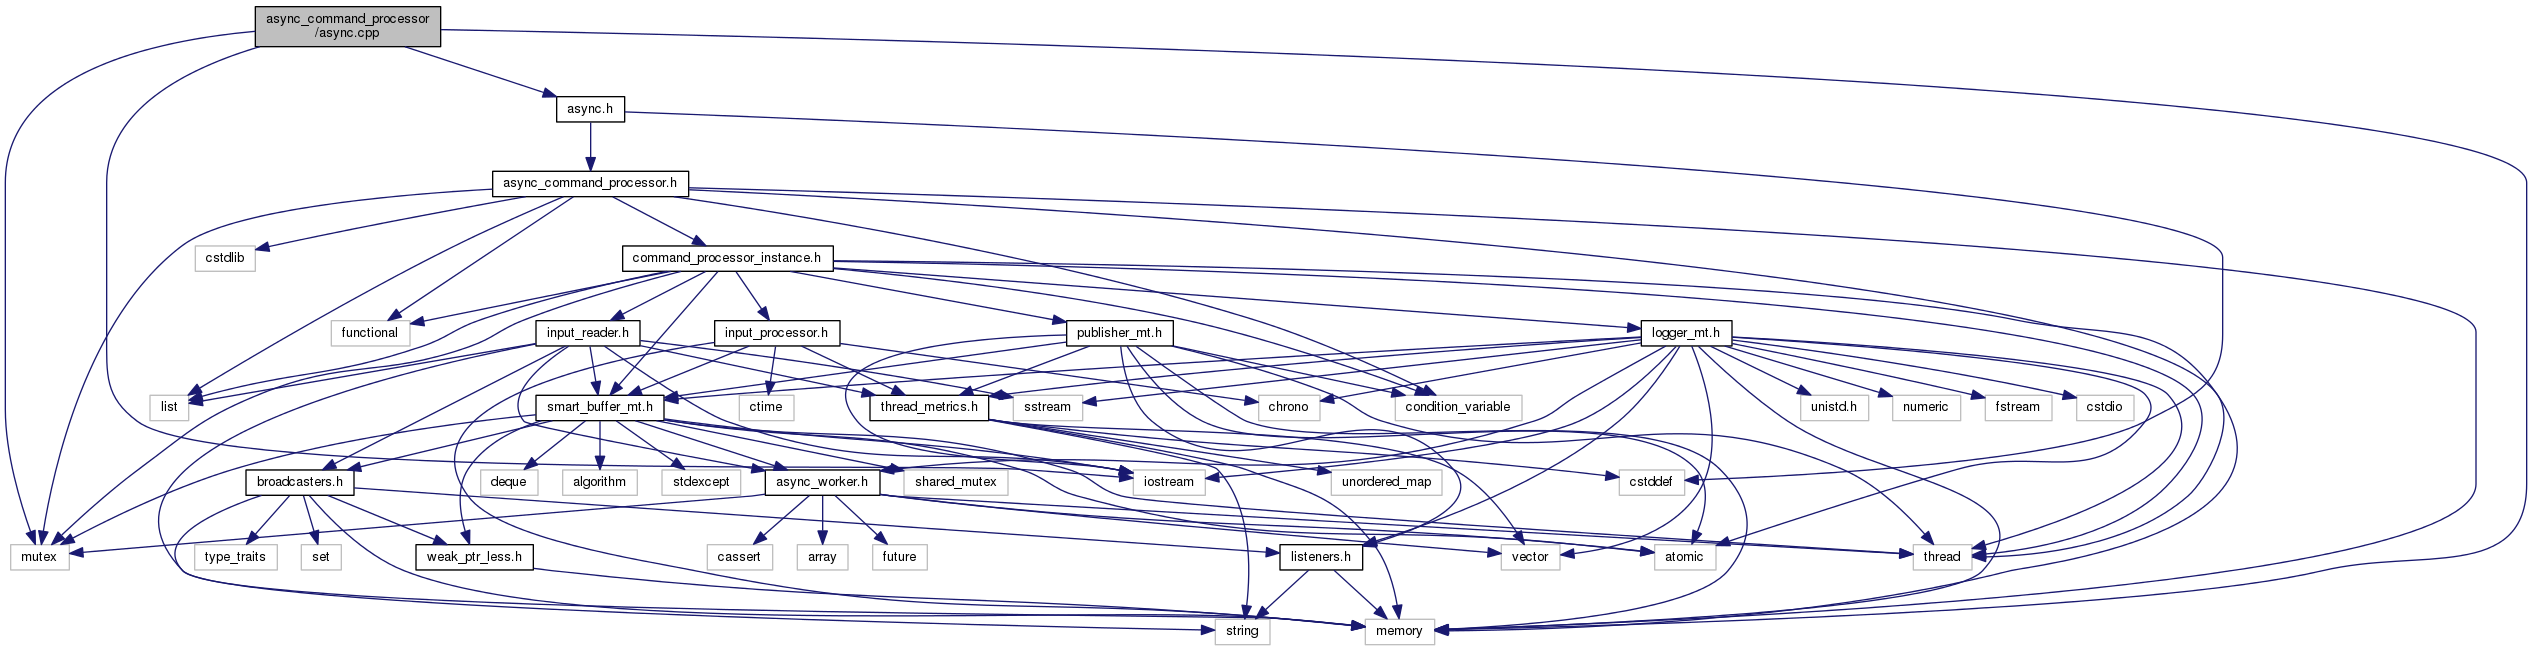 async_command_processor
/async.cpp
async.h
async_command_processor.h
cstdlib
command_processor_instance.h
functional
input_reader.h
input_processor.h
publisher_mt.h
logger_mt.h
list
smart_buffer_mt.h
ctime
thread_metrics.h
sstream
chrono
condition_variable
unistd.h
numeric
fstream
cstdio
broadcasters.h
deque
algorithm
stdexcept
async_worker.h
shared_mutex
iostream
unordered_map
cstddef
mutex
type_traits
set
weak_ptr_less.h
cassert
array
future
listeners.h
vector
atomic
thread
string
memory